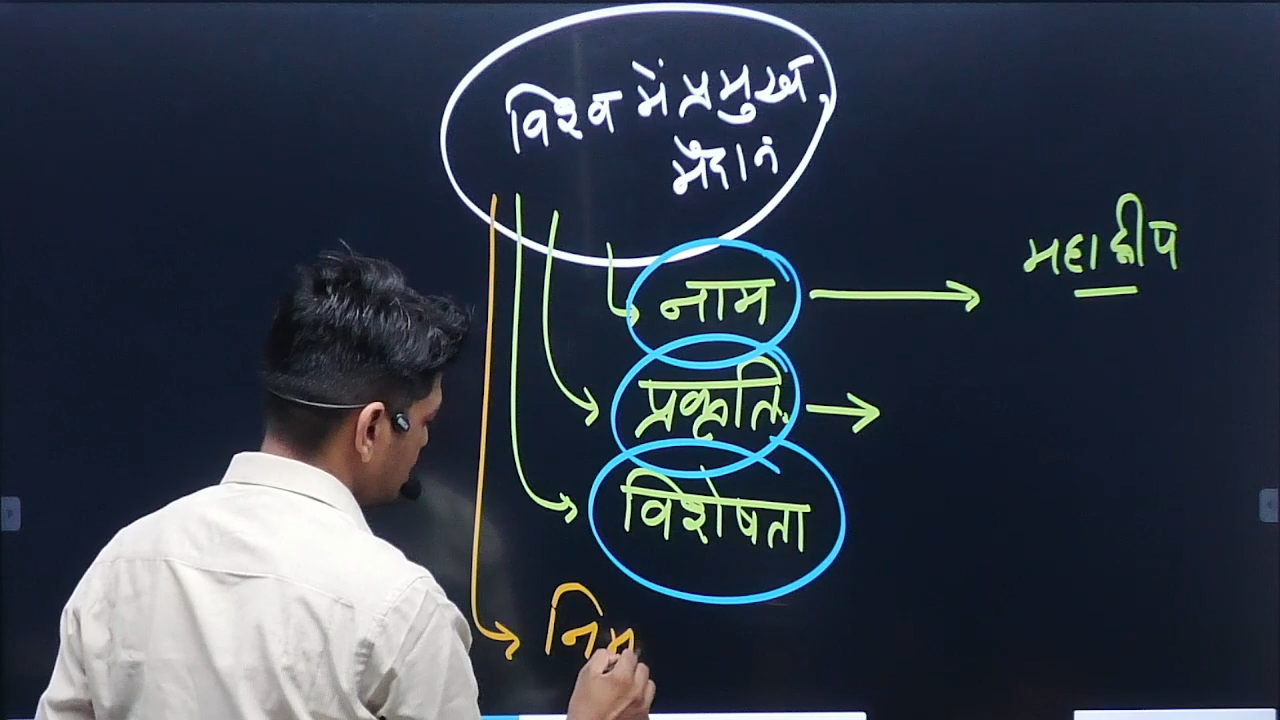 विश्व में प्रमुख
मैदान
नाम
महाद्वीप
प्रकृति
विशेषता